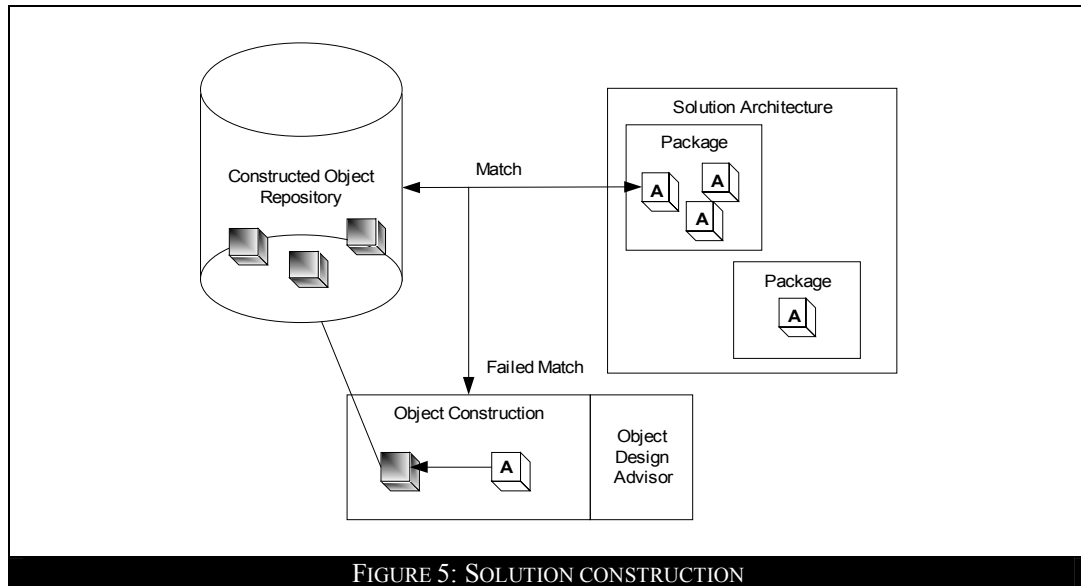 Solution Architecture
Package
Match
Constructed Object
Repository
A
A
A
Package
A
Failed Match
Object Construction
A
Object
Design
Advisor
FIGURE 5: SOLUTION CONSTRUCTION